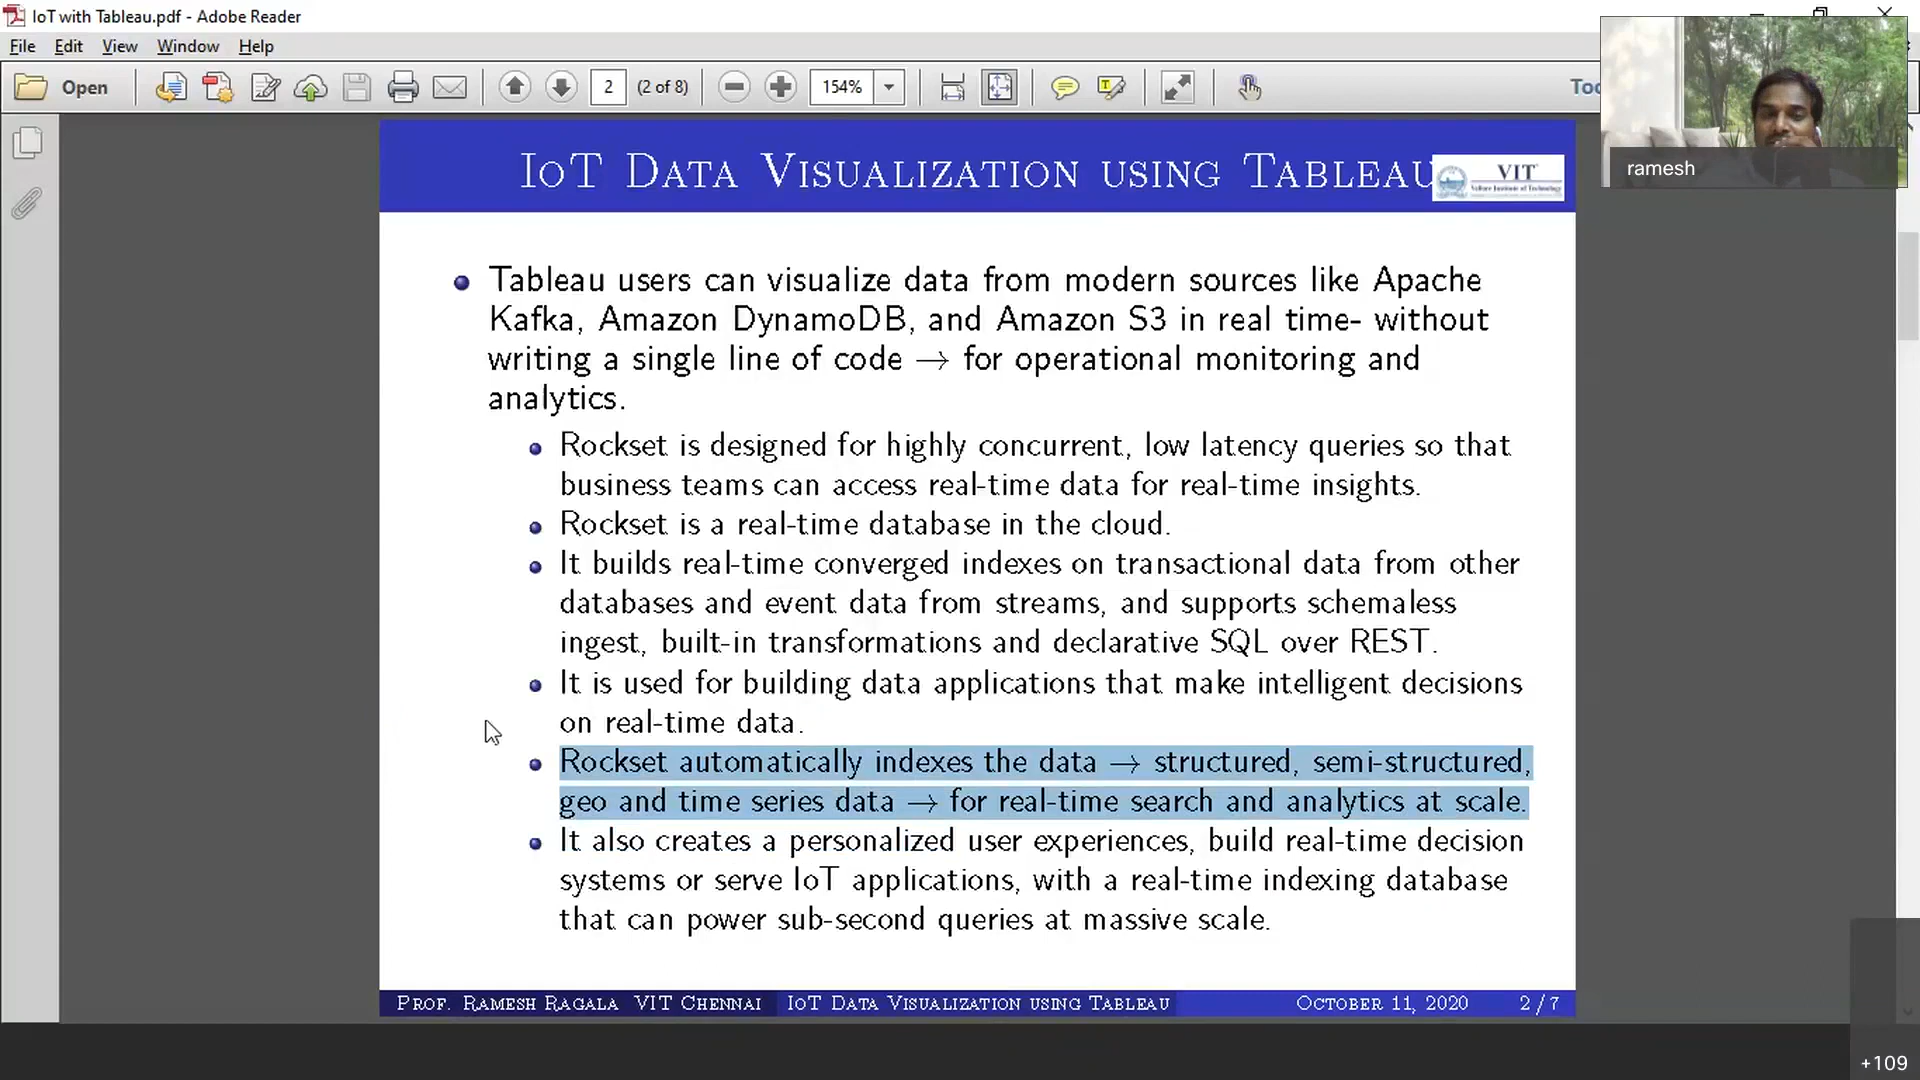 IoT with Tableau.pdf - Adobe Reader
File Edit View Window Help
Open
2 (2 of 8) 154%
ramesh
IoT Data Visualization using Tableau
VIT
Tableau users can visualize data from modern sources like Apache
Kafka, Amazon DynamoDB, and Amazon S3 in real time- without
writing a single line of code → for operational monitoring and
analytics.
Rockset is designed for highly concurrent, low latency queries so that
business teams can access real-time data for real-time insights.
Rockset is a real-time database in the cloud.
It builds real-time converged indexes on transactional data from other
databases and event data from streams, and supports schemaless
ingest, built-in transformations and declarative SQL over REST.
It is used for building data applications that make intelligent decisions
on real-time data.
Rockset automatically indexes the data → structured, semi-structured,
geo and time series data → for real-time search and analytics at scale.
It also creates a personalized user experiences, build real-time decision
systems or serve IoT applications, with a real-time indexing database
that can power sub-second queries at massive scale.
Prof. Ramesh Ragala VIT Chennai IoT Data Visualization using Tableau October 11, 2020 2 / 7
+109